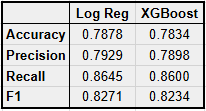 Log Reg XGBoost
Accuracy 0.7878 0.7834
Precision 0.7929 0.7898
Recall 0.8645 0.8600
F1 0.8271 0.8234